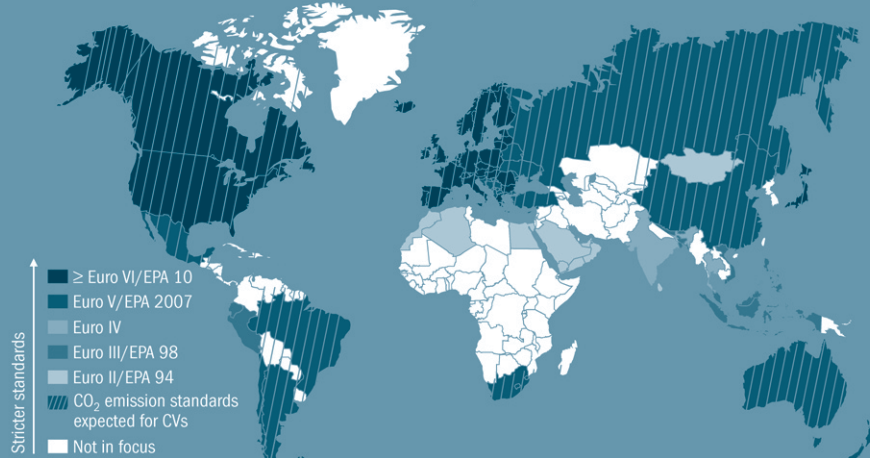 ≥ Euro VI/EPA 10
Euro V/EPA 2007
Euro IV
Euro III/EPA 98
Euro II/EPA 94
CO₂ emission standards
expected for CVs
Not in focus
Stricter standards